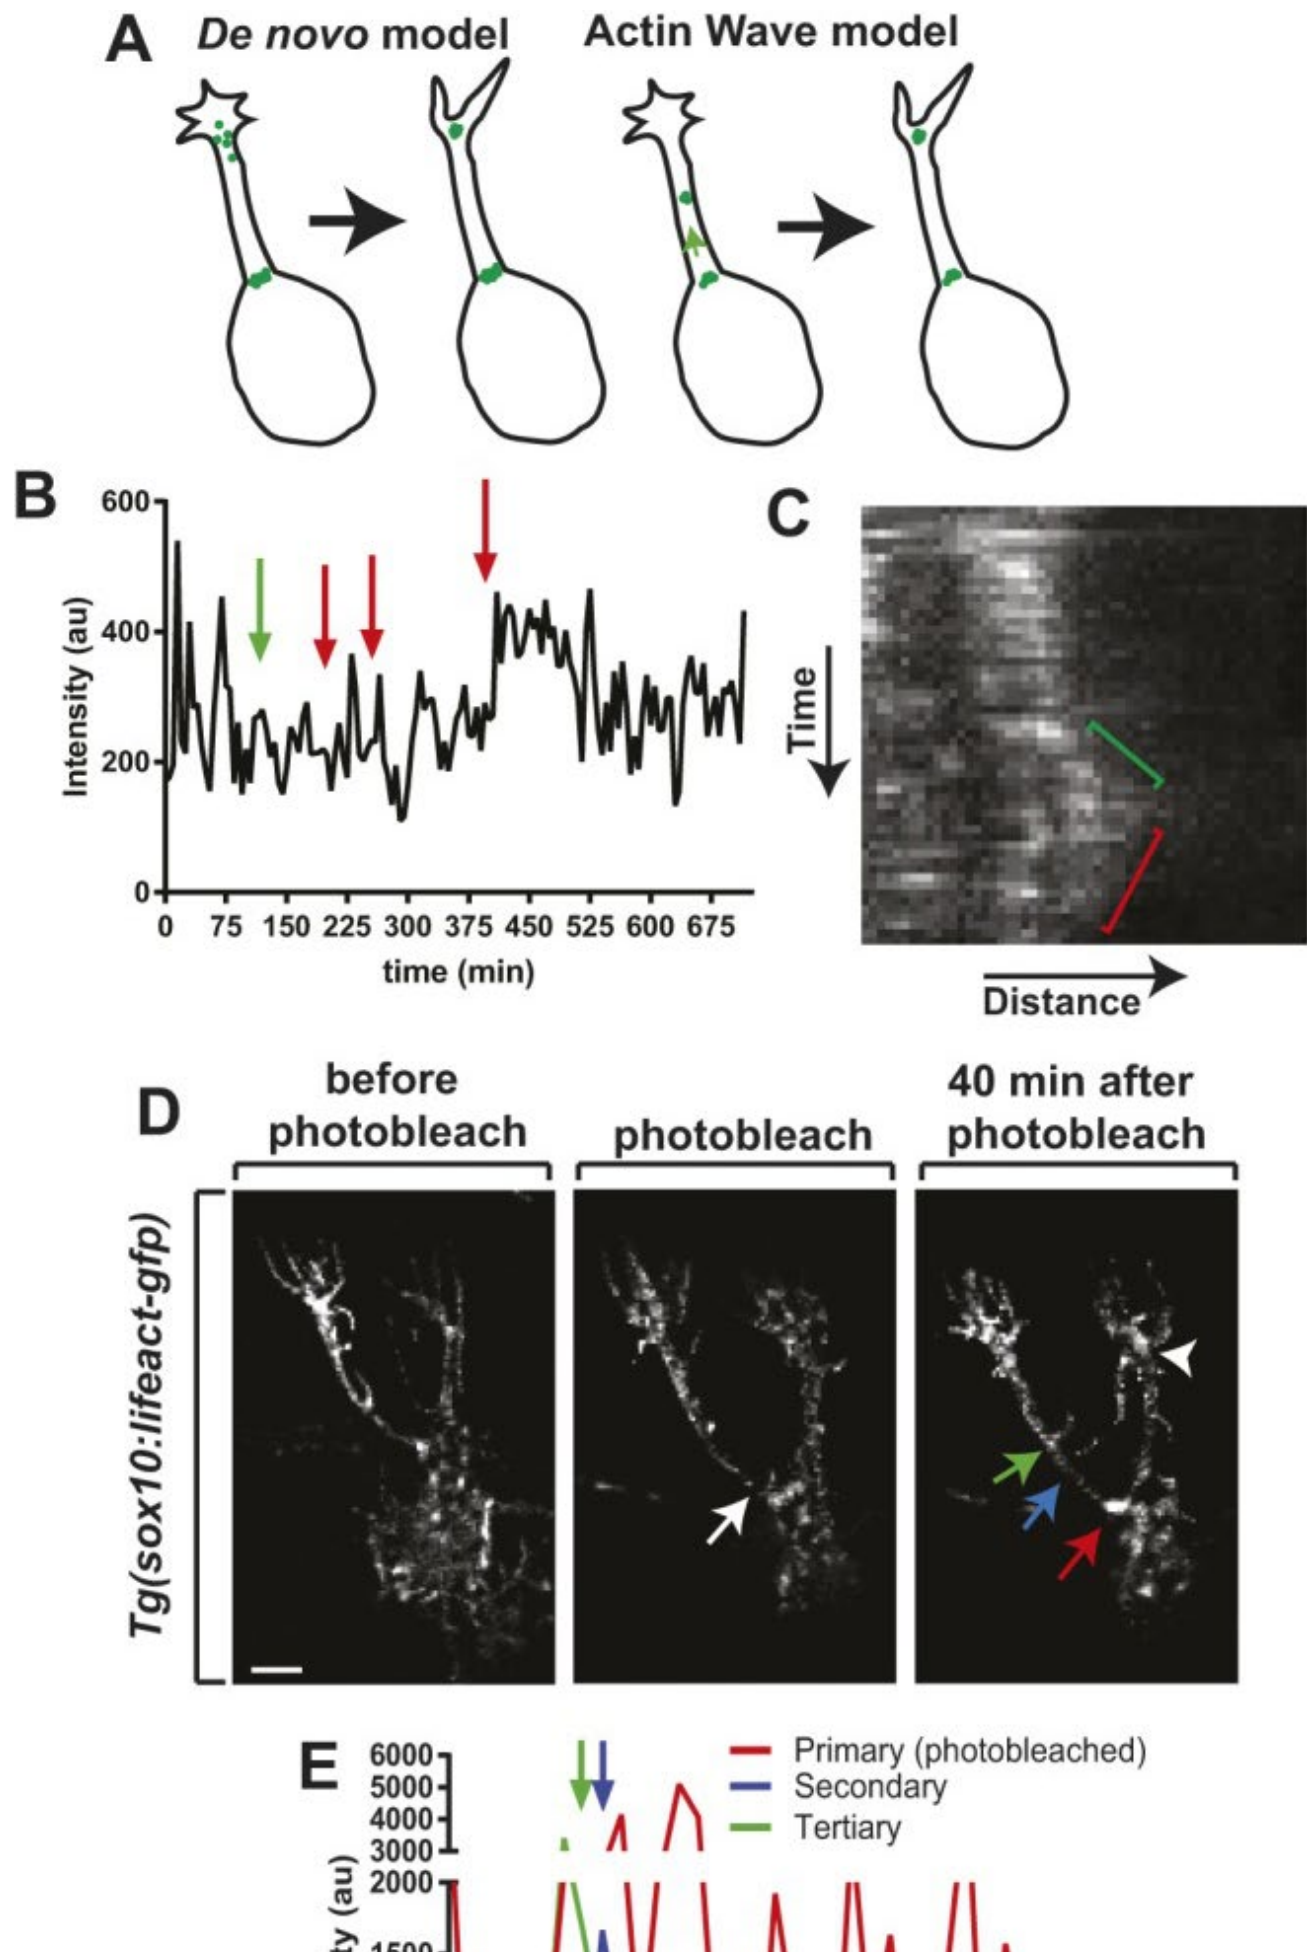 A
De novo model
Actin Wave model
B
600
400
200
0
Intensity (au)
0 75 150 225 300 375 450 525 600 675
time (min)
C
Time
Distance
D
before
photobleach
photobleach
40 min after
photobleach
Tg(sox10:lifeact-gfp)
E
6000
5000
4000
3000
2000
1500
(au)
Primary (photobleached)
Secondary
Tertiary